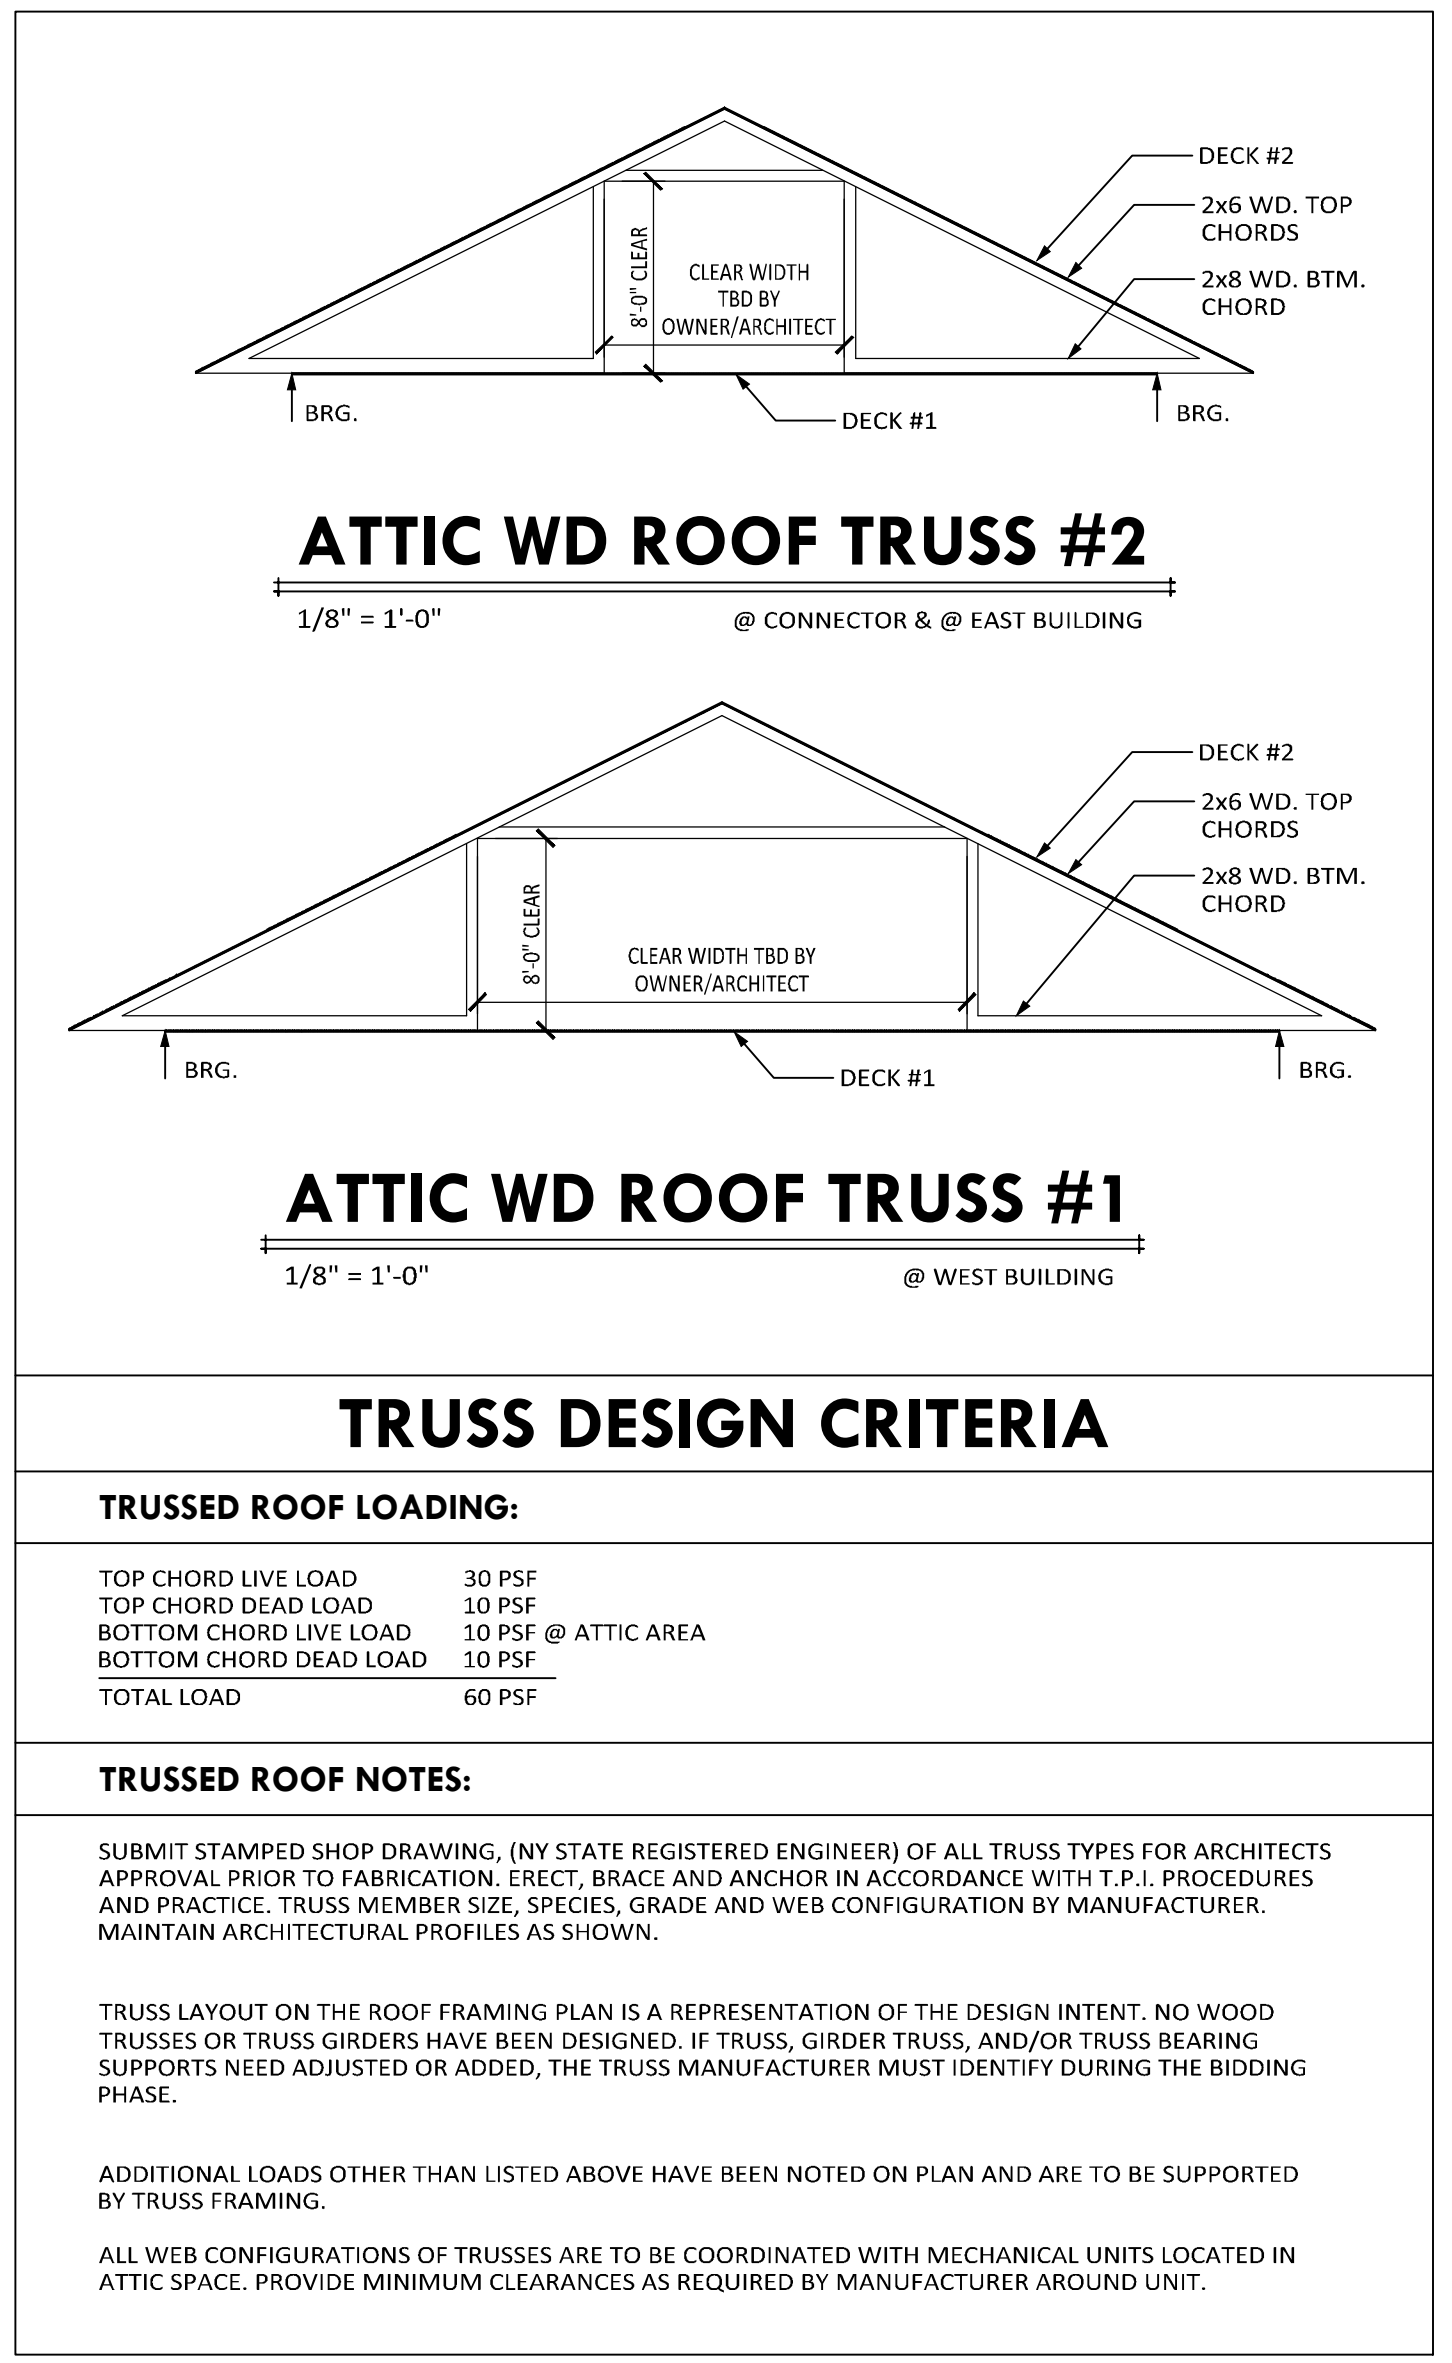 DECK #2
2x6 WD. TOP
CHORDS
2x8 WD. BTM.
CHORD
8'-0" CLEAR
CLEAR WIDTH
TBD BY
OWNER/ARCHITECT
BRG.
DECK #1
BRG.
ATTIC WD ROOF TRUSS #2
1/8" = 1'-0" @ CONNECTOR & @ EAST BUILDING
DECK #2
2x6 WD. TOP
CHORDS
2x8 WD. BTM.
CHORD
8'-0" CLEAR
CLEAR WIDTH TBD BY
OWNER/ARCHITECT
BRG.
DECK #1
BRG.
ATTIC WD ROOF TRUSS #1
1/8" = 1'-0" @ WEST BUILDING
TRUSS DESIGN CRITERIA
TRUSSED ROOF LOADING:
TOP CHORD LIVE LOAD 30 PSF
TOP CHORD DEAD LOAD 10 PSF
BOTTOM CHORD LIVE LOAD 10 PSF @ ATTIC AREA
BOTTOM CHORD DEAD LOAD 10 PSF
TOTAL LOAD 60 PSF
TRUSSED ROOF NOTES:
SUBMIT STAMPED SHOP DRAWING, (NY STATE REGISTERED ENGINEER) OF ALL TRUSS TYPES FOR ARCHITECTS
APPROVAL PRIOR TO FABRICATION. ERECT, BRACE AND ANCHOR IN ACCORDANCE WITH T.P.I. PROCEDURES
AND PRACTICE. TRUSS MEMBER SIZE, SPECIES, GRADE AND WEB CONFIGURATION BY MANUFACTURER.
MAINTAIN ARCHITECTURAL PROFILES AS SHOWN.
TRUSS LAYOUT ON THE ROOF FRAMING PLAN IS A REPRESENTATION OF THE DESIGN INTENT. NO WOOD
TRUSSES OR TRUSS GIRDERS HAVE BEEN DESIGNED. IF TRUSS, GIRDER TRUSS, AND/OR TRUSS BEARING
SUPPORTS NEED ADJUSTED OR ADDED, THE TRUSS MANUFACTURER MUST IDENTIFY DURING THE BIDDING
PHASE.
ADDITIONAL LOADS OTHER THAN LISTED ABOVE HAVE BEEN NOTED ON PLAN AND ARE TO BE SUPPORTED
BY TRUSS FRAMING.
ALL WEB CONFIGURATIONS OF TRUSSES ARE TO BE COORDINATED WITH MECHANICAL UNITS LOCATED IN
ATTIC SPACE. PROVIDE MINIMUM CLEARANCES AS REQUIRED BY MANUFACTURER AROUND UNIT.